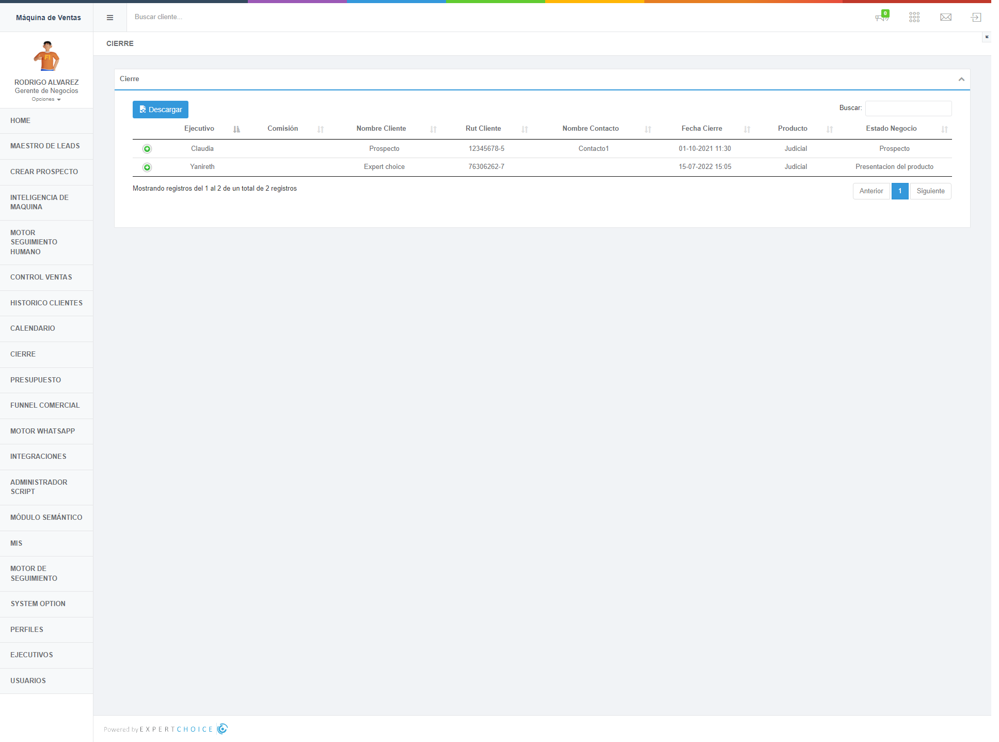 Máquina de Ventas
Buscar cliente...
0
CIERRE
FI
RODRIGO ALVAREZ
Gerente de Negocios
Opciones
HOME
MAESTRO DE LEADS
CREAR PROSPECTO
INTELIGENCIA DE
MAQUINA
MOTOR
SEGUIMIENTO
HUMANO
CONTROL VENTAS
HISTORICO CLIENTES
CALENDARIO
CIERRE
PRESUPUESTO
FUNNEL COMERCIAL
MOTOR WHATSAPP
INTEGRACIONES
ADMINISTRADOR
SCRIPT
MÓDULO SEMÁNTICO
MIS
MOTOR DE
SEGUIMIENTO
SYSTEM OPTION
PERFILES
EJECUTIVOS
USUARIOS
Cierre
Descargar
Buscar:
Ejecutivo Comisión Nombre Cliente Rut Cliente Nombre Contacto Fecha Cierre Producto Estado Negocio
Claudia Prospecto 12345678-5 Contacto1 01-10-2021 11:30 Judicial Prospecto
Yanireth Expert choice 76306262-7 15-07-2022 15:05 Judicial Presentacion del producto
Mostrando registros del 1 al 2 de un total de 2 registros
Anterior 1 Siguiente
Powered by EXPERTCHOICE